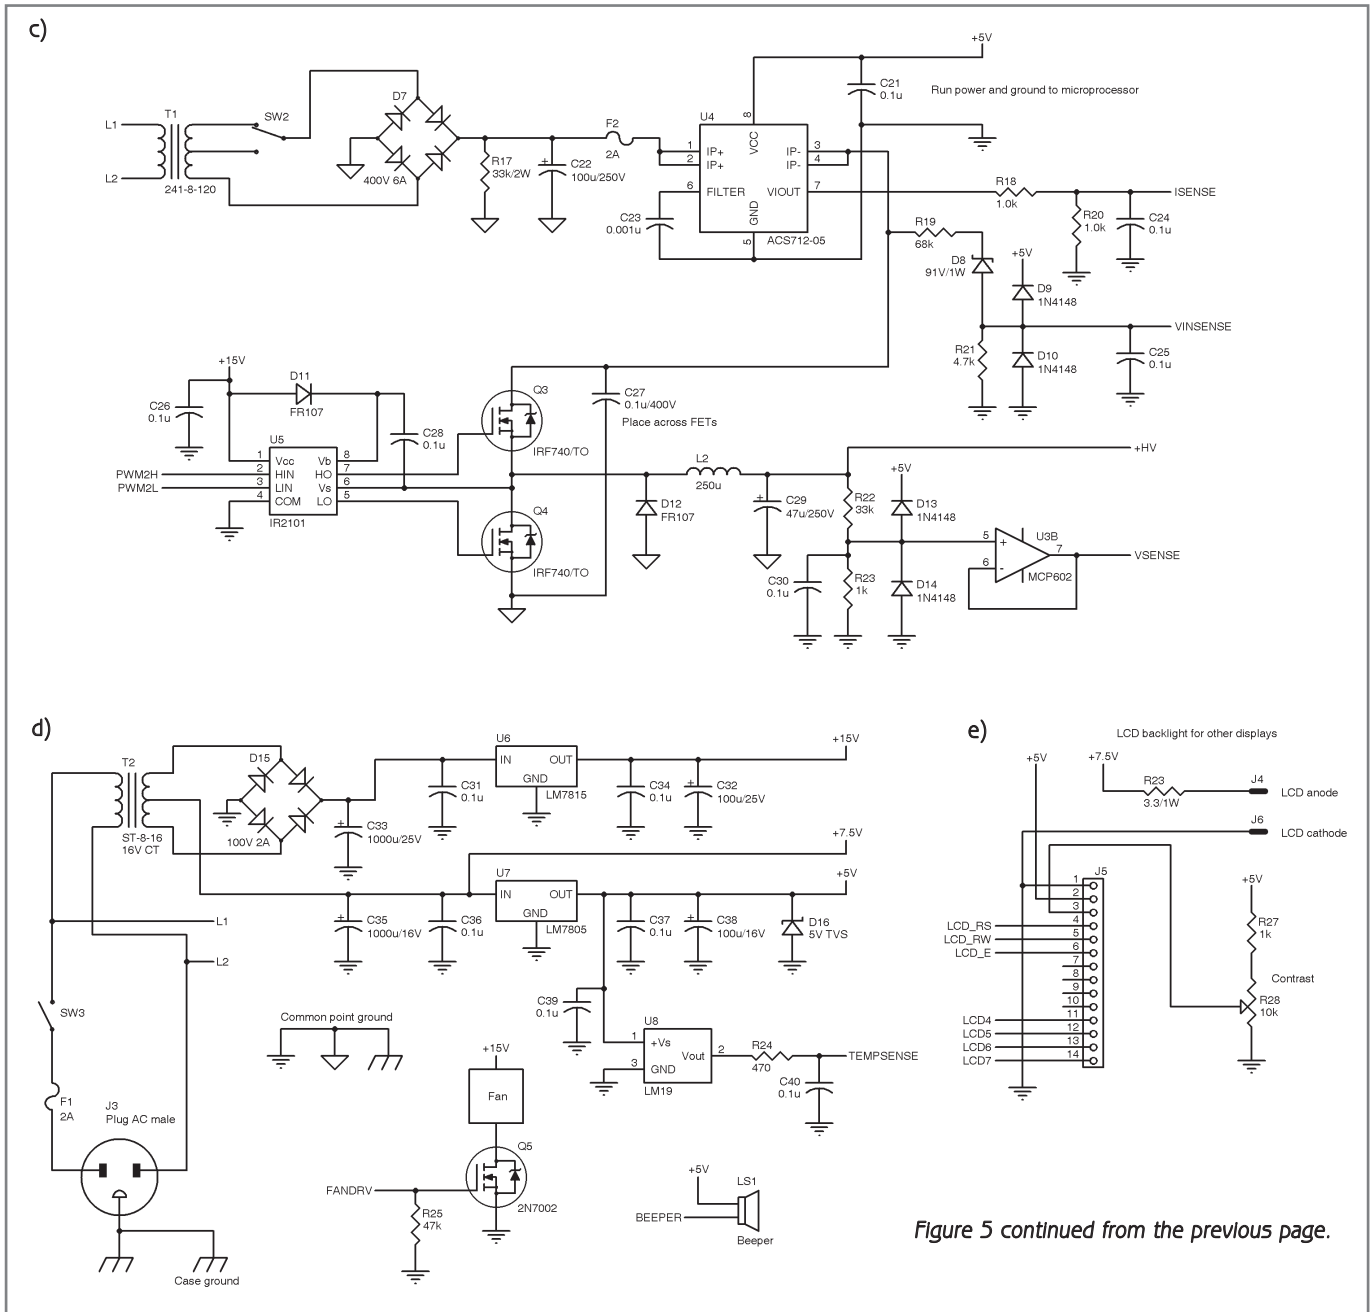 c)
+5V
C21
0.1u
Run power and ground to microprocessor
T1
L1
L2
241-8-120
SW2
D7
400V 6A
R17
33k/2W
+
C22
100u/250V
F2
2A
U4
8
VCC
1
IP+
2
IP+
IP-
3
IP-
4
6
FILTER
VIOUT
7
GND
5
ACS712-05
C23
0.001u
R18
1.0k
ISENSE
R20
1.0k
C24
0.1u
R19
68k
D8
91V/1W
+5V
D9
1N4148
VINSENSE
R21
4.7k
D10
1N4148
C25
0.1u
+15V
C26
0.1u
D11
FR107
C28
0.1u
U5
1
Vcc
Vb
8
PWM2H
2
HIN
HO
7
PWM2L
3
LIN
Vs
6
4
COM
LO
5
IR2101
Q3
IRF740/TO
C27
0.1u/400V
Place across FETs
Q4
IRF740/TO
D12
FR107
L2
250u
+
C29
47u/250V
+HV
R22
33k
+5V
D13
1N4148
C30
0.1u
R23
1k
D14
1N4148
5
+
6
-
U3B
7
MCP602
VSENSE
d)
T2
ST-8-16
16V CT
D15
100V 2A
+
C33
1000u/25V
C31
0.1u
U6
IN
OUT
GND
LM7815
C34
0.1u
+
C32
100u/25V
+15V
+7.5V
+5V
+
C35
1000u/16V
C36
0.1u
U7
IN
OUT
GND
LM7805
C37
0.1u
+
C38
100u/16V
D16
5V TVS
L1
L2
SW3
F1
2A
J3
Plug AC male
Case ground
Common point ground
C39
0.1u
U8
1
+Vs
Vout
2
3
GND
LM19
R24
470
TEMPSENSE
C40
0.1u
+15V
Fan
Q5
2N7002
FANDRV
R25
47k
+5V
LS1
BEEPER
Beeper
e)
LCD backlight for other displays
+5V
+7.5V
R23
3.3/1W
J4
LCD anode
J6
LCD cathode
J5
1
2
3
LCD_RS
4
LCD_RW
5
LCD_E
6
7
8
9
10
LCD4
11
LCD5
12
LCD6
13
LCD7
14
+5V
R27
1k
Contrast
R28
10k
Figure 5 continued from the previous page.